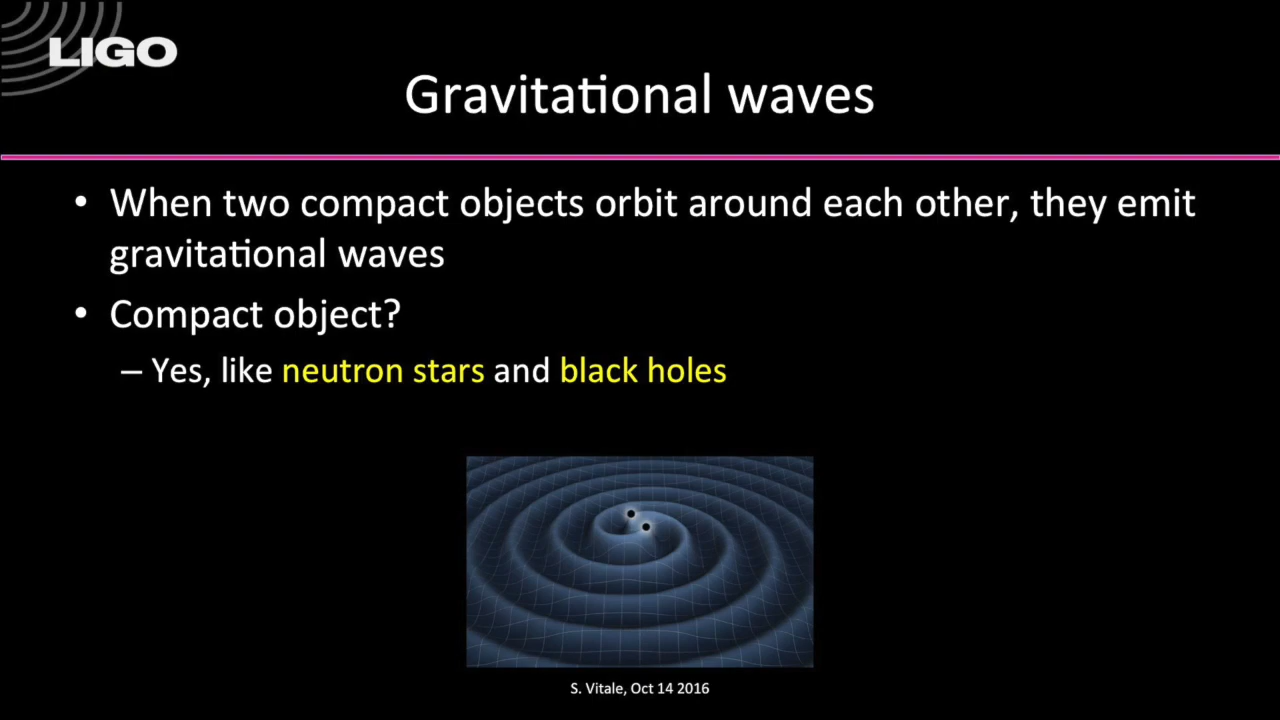 LIGO
Gravitational waves
• When two compact objects orbit around each other, they emit
gravitational waves
• Compact object?
– Yes, like neutron stars and black holes
S. Vitale, Oct 14 2016